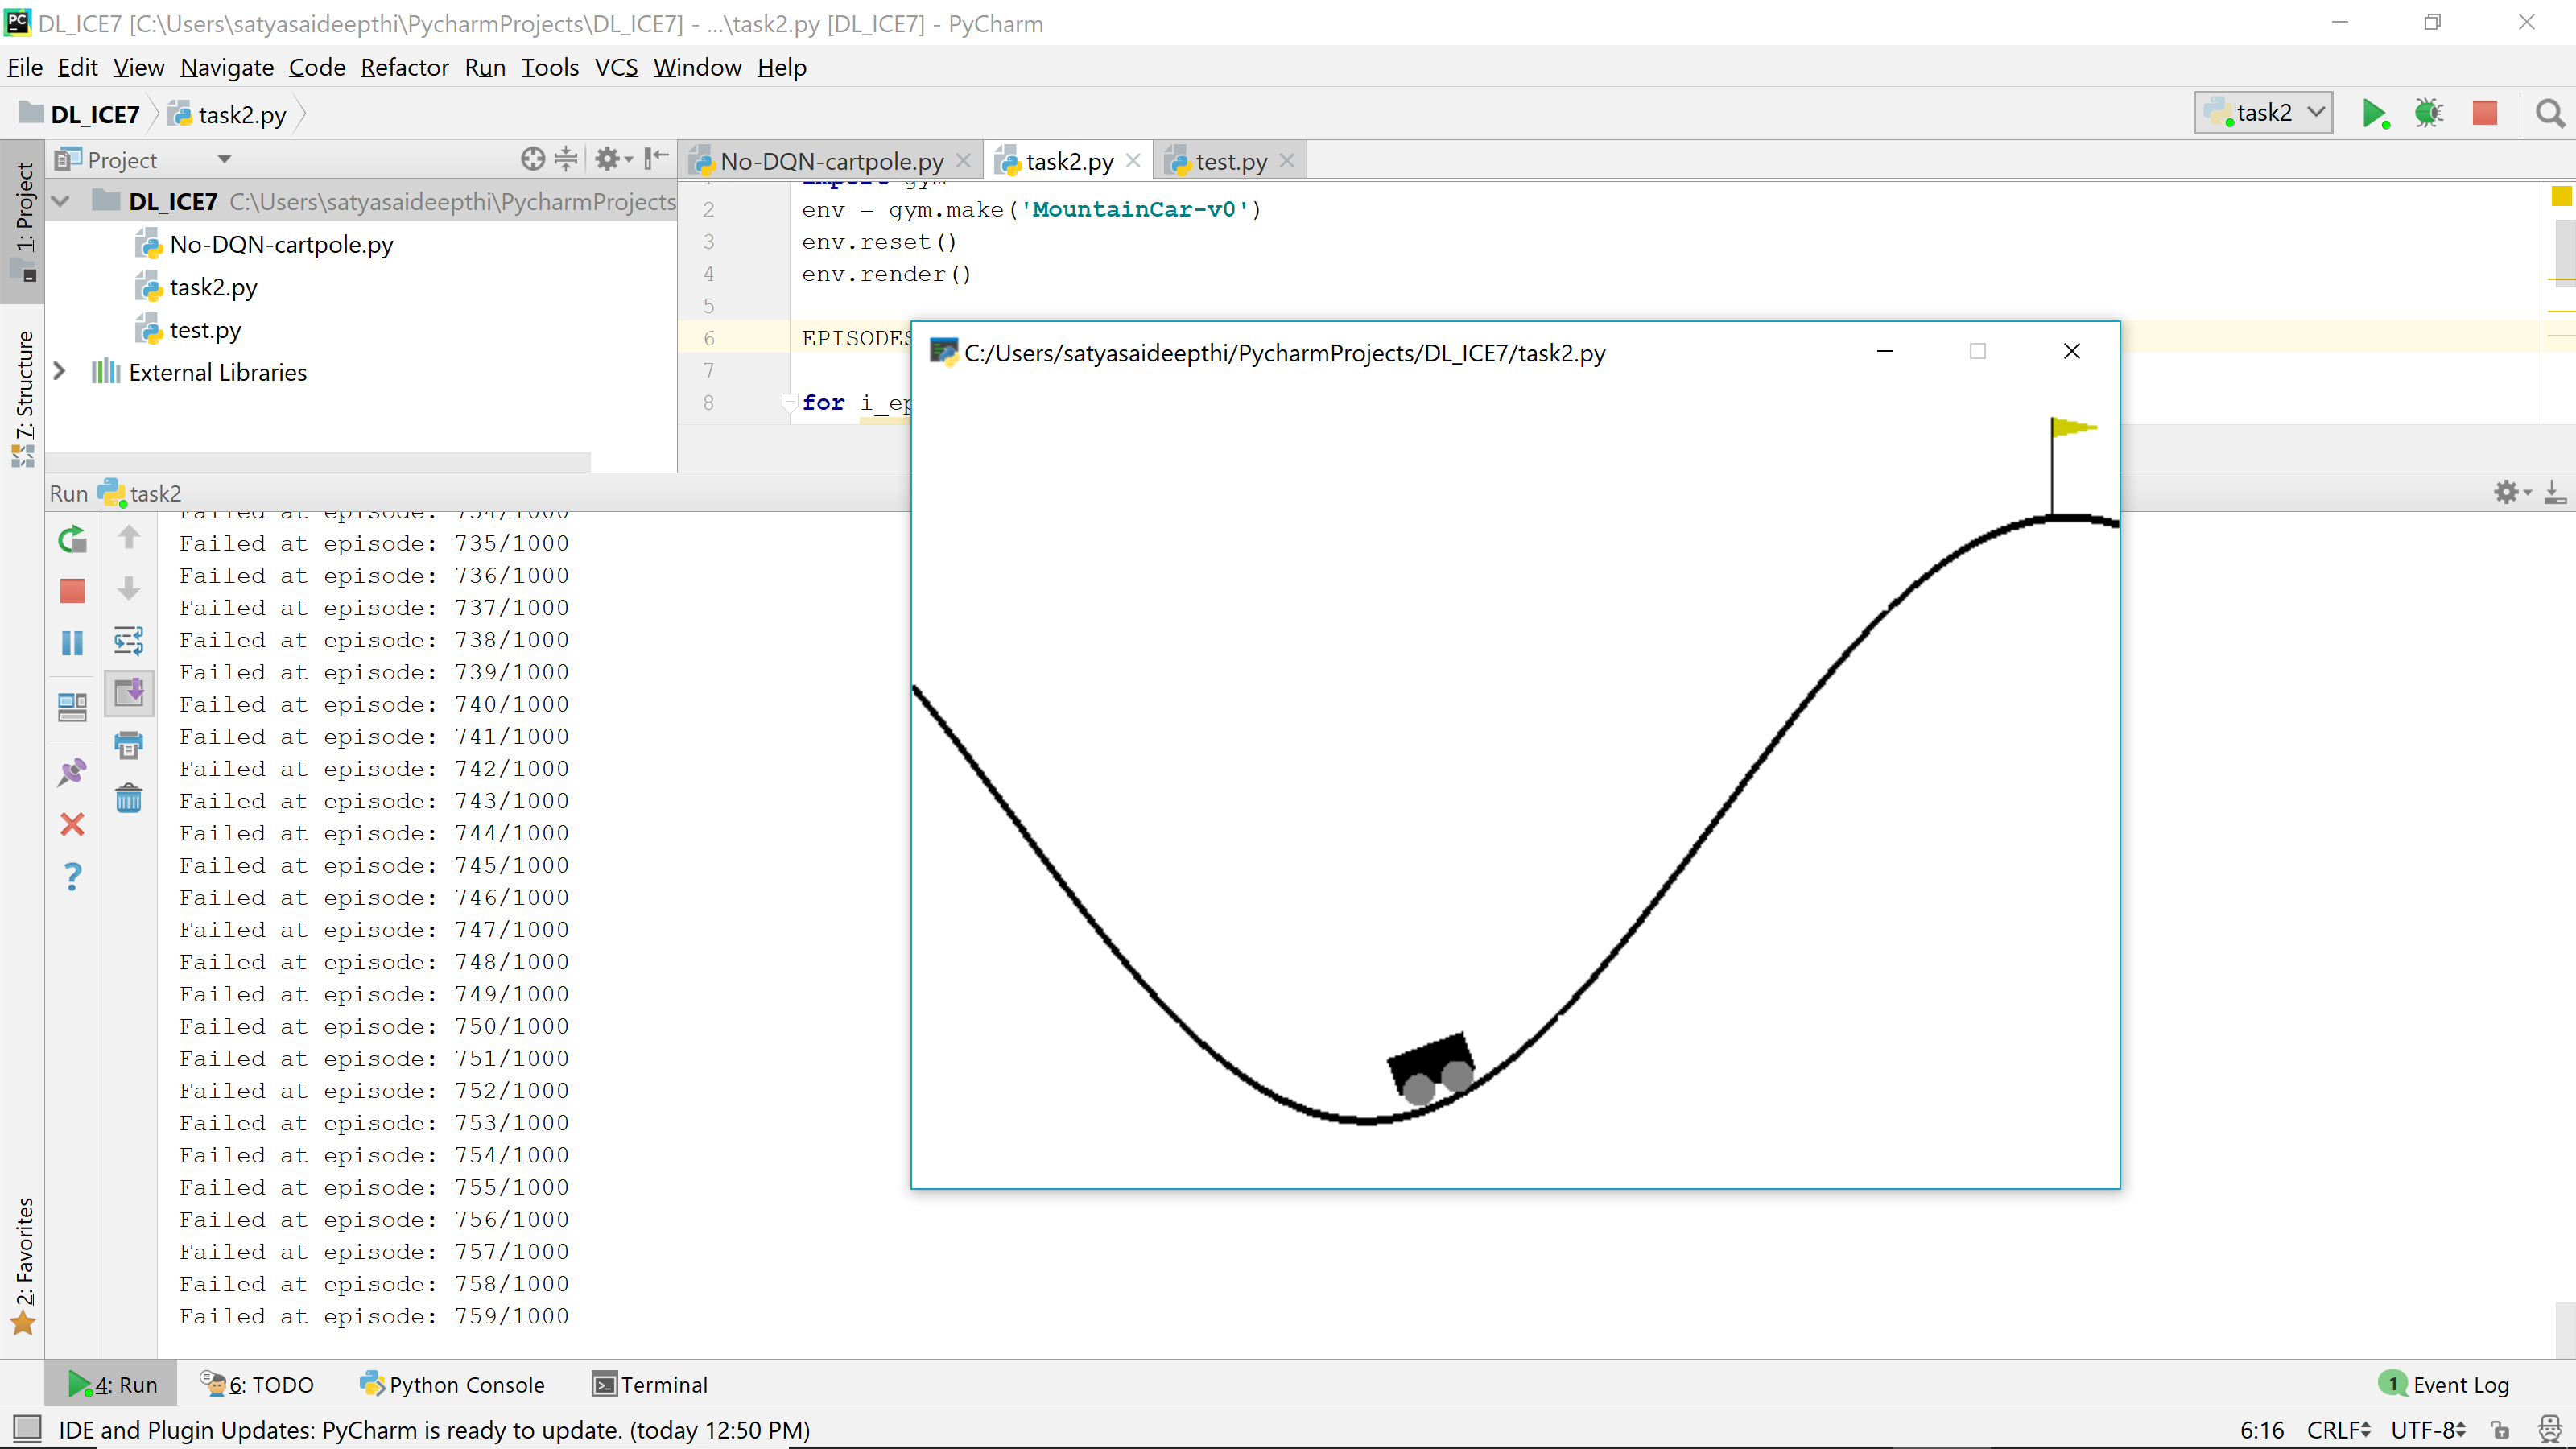 DL_ICE7 [C:\Users\satyasaideepthi\PycharmProjects\DL_ICE7] - ...\task2.py [DL_ICE7] - PyCharm
File Edit View Navigate Code Refactor Run Tools VCS Window Help
DL_ICE7 task2.py
task2
Project
No-DQN-cartpole.py
task2.py
test.py
1: Project
7: Structure
2: Favorites
DL_ICE7 C:\Users\satyasaideepthi\PycharmProjects
No-DQN-cartpole.py
task2.py
test.py
External Libraries
import gym
2 env = gym.make('MountainCar-v0')
3 env.reset()
4 env.render()
5
6 EPISODES
7
8 for i_ep
C:/Users/satyasaideepthi/PycharmProjects/DL_ICE7/task2.py
Run task2
Failed at episode: 734/1000
Failed at episode: 735/1000
Failed at episode: 736/1000
Failed at episode: 737/1000
Failed at episode: 738/1000
Failed at episode: 739/1000
Failed at episode: 740/1000
Failed at episode: 741/1000
Failed at episode: 742/1000
Failed at episode: 743/1000
Failed at episode: 744/1000
Failed at episode: 745/1000
Failed at episode: 746/1000
Failed at episode: 747/1000
Failed at episode: 748/1000
Failed at episode: 749/1000
Failed at episode: 750/1000
Failed at episode: 751/1000
Failed at episode: 752/1000
Failed at episode: 753/1000
Failed at episode: 754/1000
Failed at episode: 755/1000
Failed at episode: 756/1000
Failed at episode: 757/1000
Failed at episode: 758/1000
Failed at episode: 759/1000
4: Run 6: TODO Python Console Terminal 1 Event Log
IDE and Plugin Updates: PyCharm is ready to update. (today 12:50 PM) 6:16 CRLF UTF-8